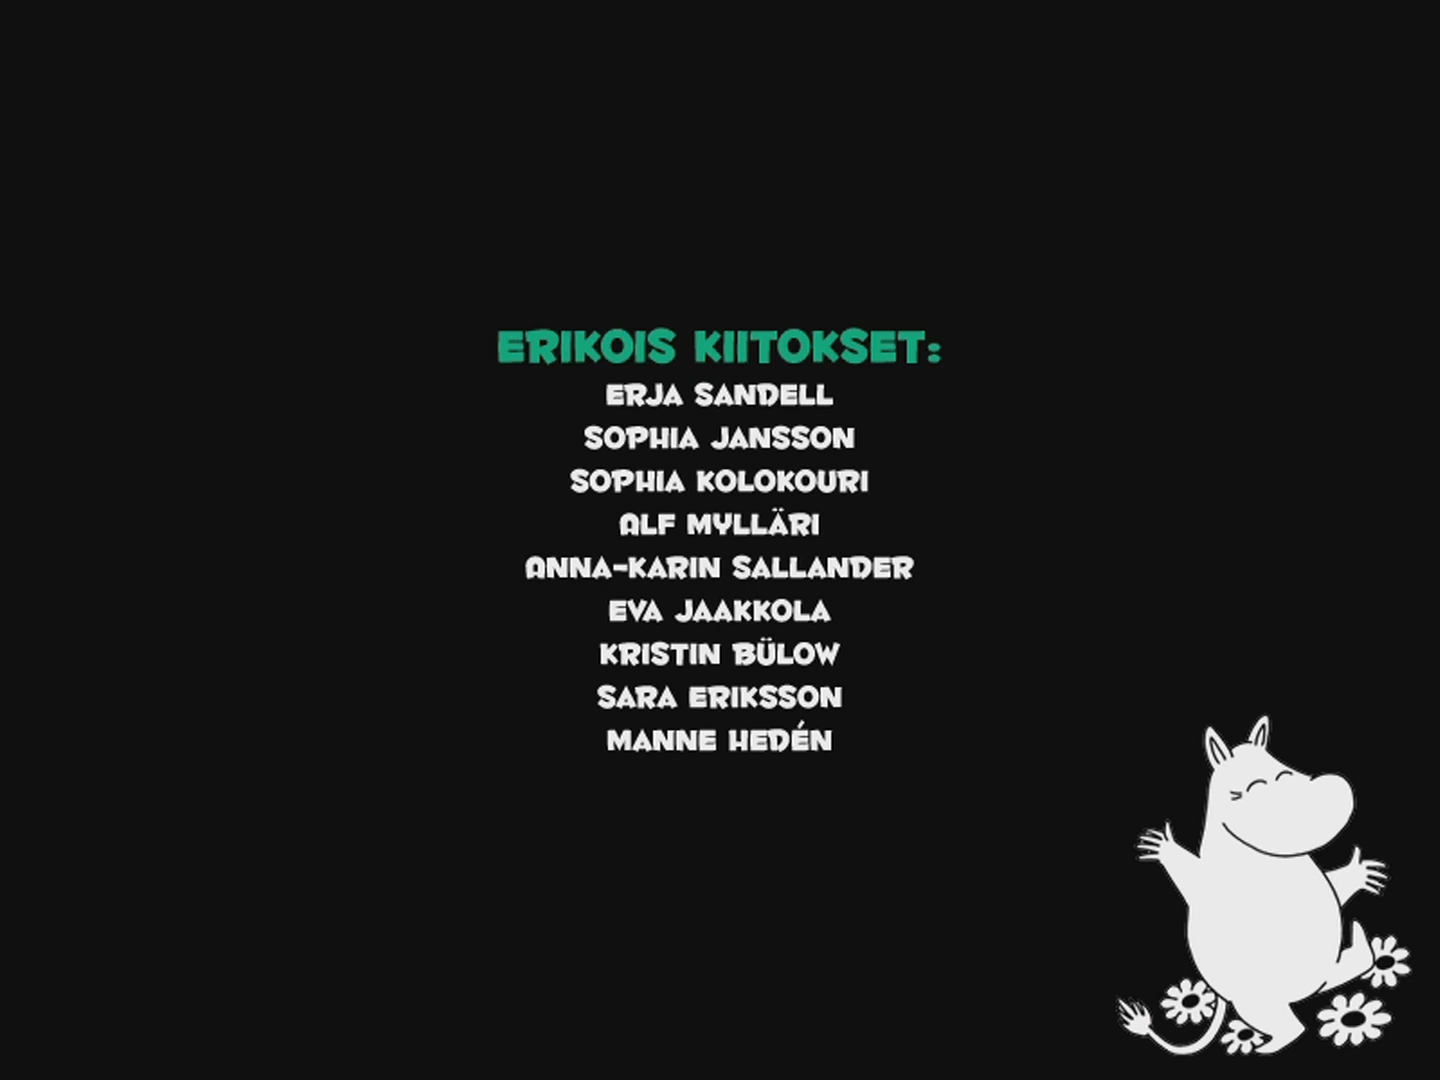 ERIKOIS KIITOKSET:
ERJA SANDELL
SOPHIA JANSSON
SOPHIA KOLOKOURI
ALF MYLLÄRI
ANNA-KARIN SALLANDER
EVA JAAKKOLA
KRISTIN BÜLOW
SARA ERIKSSON
MANNE HEDÉN